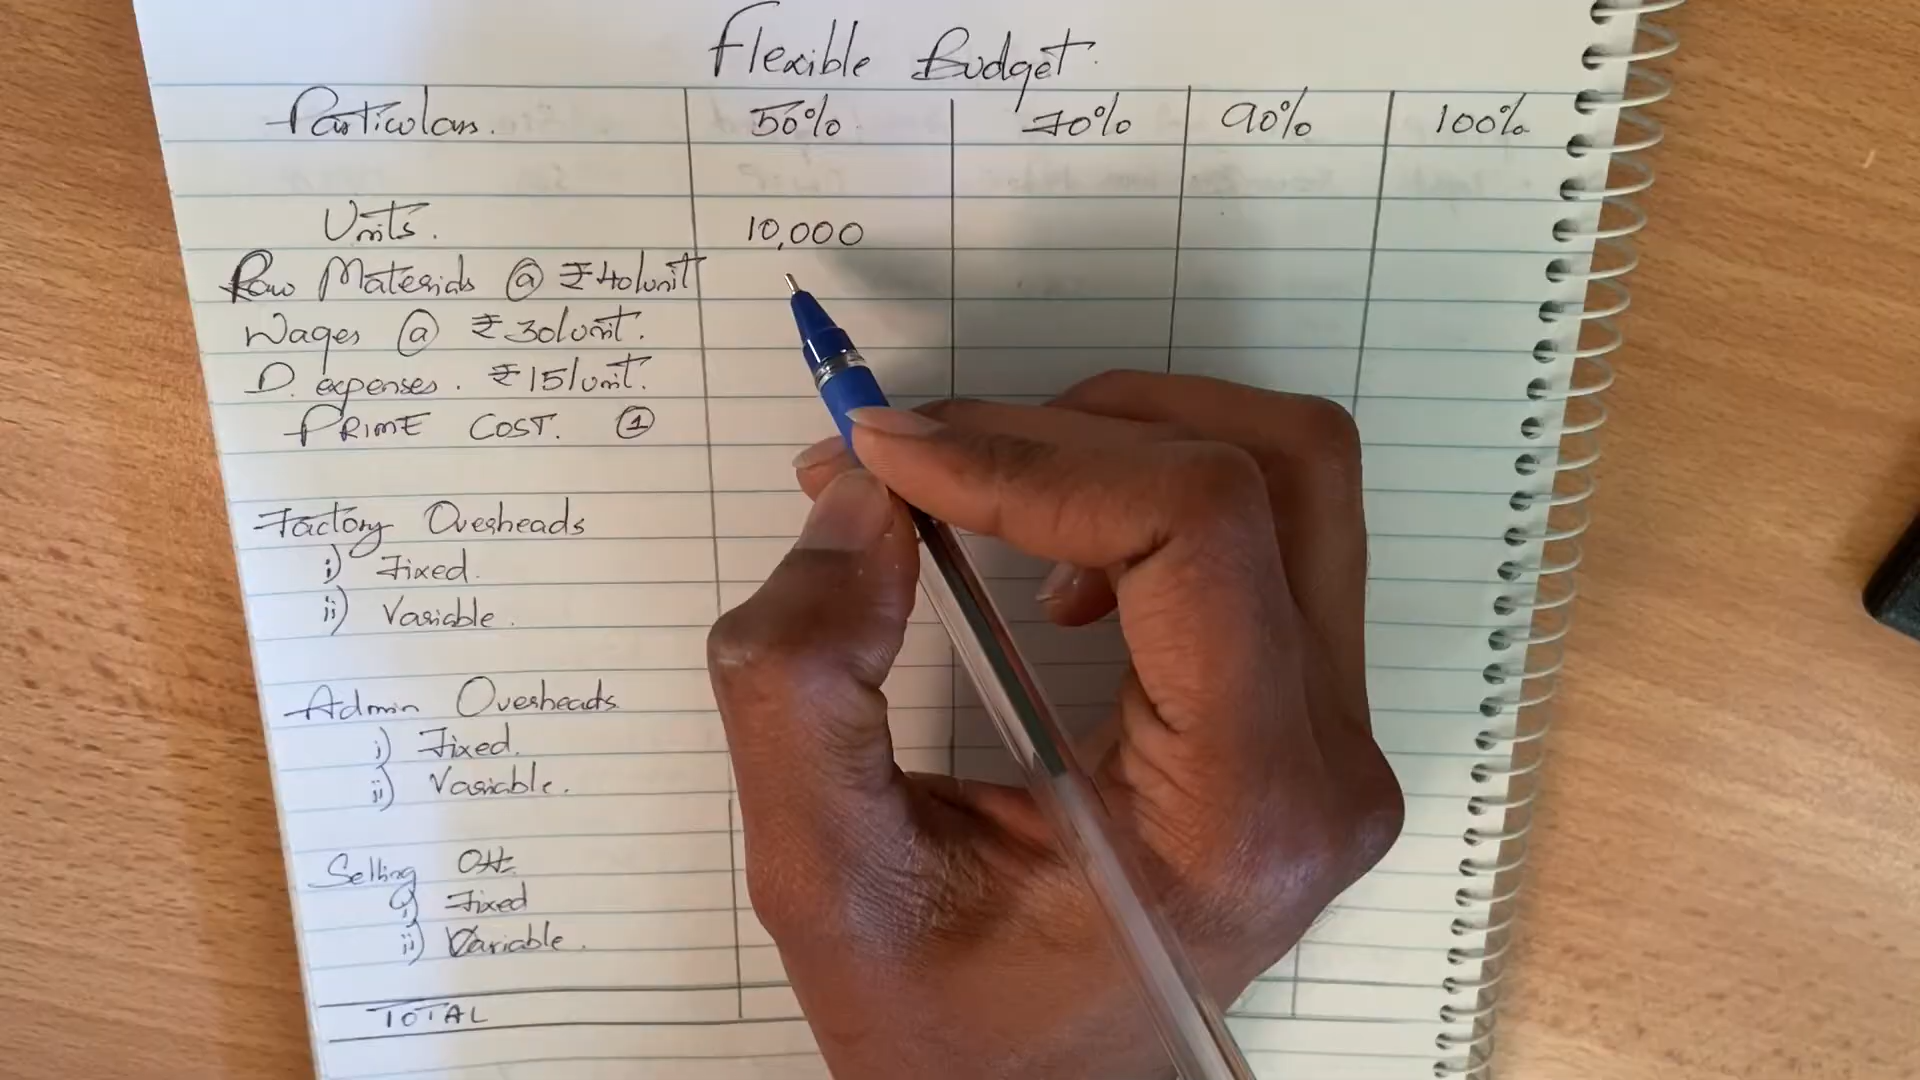 Flexible Budget
Particulars. 50% 70% 90% 100%
Units. 10,000
Raw Materials @ ₹40/unit
Wages @ ₹30/unit.
D. expenses. ₹15/unit.
PRIME COST. ①
Factory Overheads
i) Fixed.
ii) Variable.
Admin Overheads
i) Fixed.
ii) Variable.
Selling OH.
i) Fixed
ii) Variable.
TOTAL